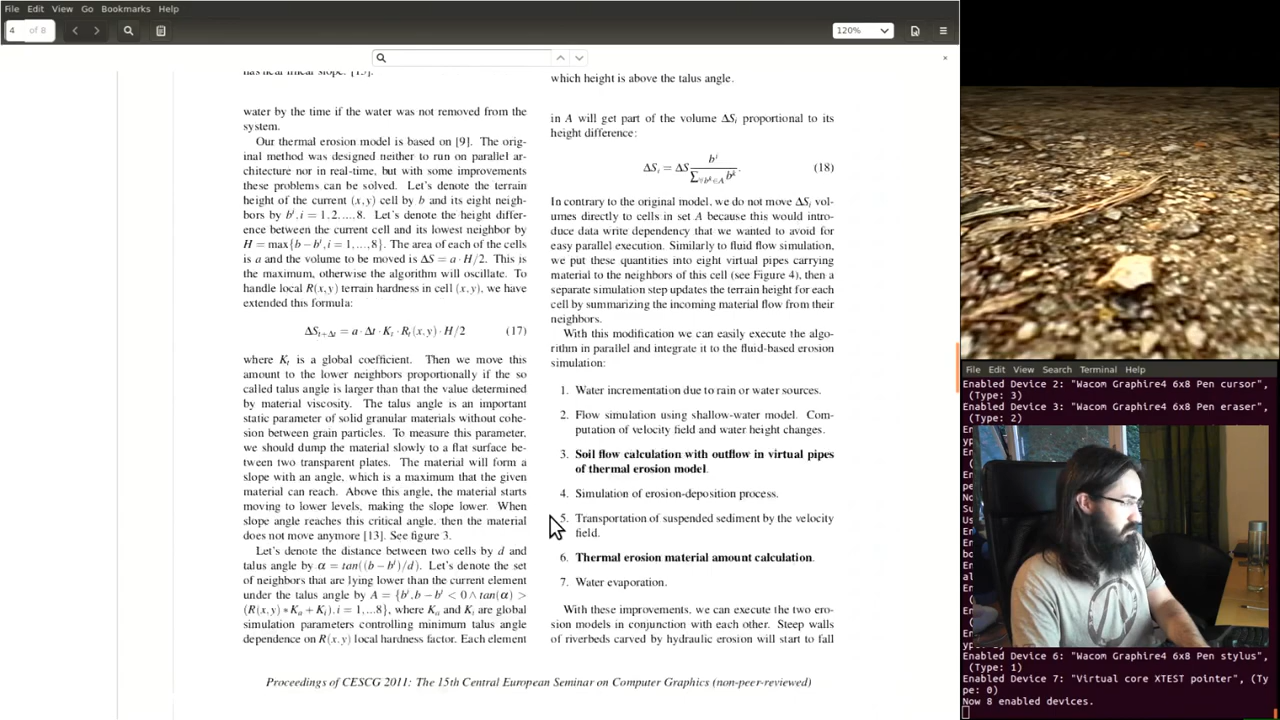 File Edit View Go Bookmarks Help
4 of 8
120%
water by the time if the water was not removed from the
system.
Our thermal erosion model is based on [9]. The orig-
inal method was designed neither to run on parallel ar-
chitecture nor in real-time, but with some improvements
these problems can be solved. Let's denote the terrain
height of the current (x,y) cell by b and its eight neigh-
bors by bⁱ, i = 1, 2, ..., 8. Let's denote the height differ-
ence between the current cell and its lowest neighbor by
H = max{b − bⁱ, i = 1, ..., 8}. The area of each of the cells
is a and the volume to be moved is ΔS = a · H/2. This is
the maximum, otherwise the algorithm will oscillate. To
handle local R(x,y) terrain hardness in cell (x,y), we have
extended this formula:
ΔSₜ₊Δₜ = a · Δt · Kₜ · Rₜ(x,y) · H/2 (17)
where Kₜ is a global coefficient. Then we move this
amount to the lower neighbors proportionally if the so
called talus angle is larger than that the value determined
by material viscosity. The talus angle is an important
static parameter of solid granular materials without cohe-
sion between grain particles. To measure this parameter,
we should dump the material slowly to a flat surface be-
tween two transparent plates. The material will form a
slope with an angle, which is a maximum that the given
material can reach. Above this angle, the material starts
moving to lower levels, making the slope lower. When
slope angle reaches this critical angle, then the material
does not move anymore [13]. See figure 3.
Let's denote the distance between two cells by d and
talus angle by α = tan((b − bⁱ)/d). Let's denote the set
of neighbors that are lying lower than the current element
under the talus angle by A = {bⁱ, b − bⁱ < 0 ∧ tan(α) >
(R(x,y) ∗ Kₐ + Kᵢ), i = 1, ...8}, where Kₐ and Kᵢ are global
simulation parameters controlling minimum talus angle
dependence on R(x,y) local hardness factor. Each element
which height is above the talus angle.
in A will get part of the volume ΔSᵢ proportional to its
height difference:
ΔSᵢ = ΔS bⁱ / ∑∀bᵏ∈A bᵏ. (18)
In contrary to the original model, we do not move ΔSᵢ vol-
umes directly to cells in set A because this would intro-
duce data write dependency that we wanted to avoid for
easy parallel execution. Similarly to fluid flow simulation,
we put these quantities into eight virtual pipes carrying
material to the neighbors of this cell (see Figure 4), then a
separate simulation step updates the terrain height for each
cell by summarizing the incoming material flow from their
neighbors.
With this modification we can easily execute the algo-
rithm in parallel and integrate it to the fluid-based erosion
simulation:
1. Water incrementation due to rain or water sources.
2. Flow simulation using shallow-water model. Com-
putation of velocity field and water height changes.
3. Soil flow calculation with outflow in virtual pipes
of thermal erosion model.
4. Simulation of erosion-deposition process.
5. Transportation of suspended sediment by the velocity
field.
6. Thermal erosion material amount calculation.
7. Water evaporation.
With these improvements, we can execute the two ero-
sion models in conjunction with each other. Steep walls
of riverbeds carved by hydraulic erosion will start to fall
Proceedings of CESCG 2011: The 15th Central European Seminar on Computer Graphics (non-peer-reviewed)
File Edit View Search Terminal Help
Enabled Device 2: "Wacom Graphire4 6x8 Pen cursor",
(Type: 3)
Enabled Device 3: "Wacom Graphire4 6x8 Pen eraser",
(Type: 2)
Enabled Device 6: "Wacom Graphire4 6x8 Pen stylus",
(Type: 1)
Enabled Device 7: "Virtual core XTEST pointer", (Ty
pe: 0)
Now 8 enabled devices.